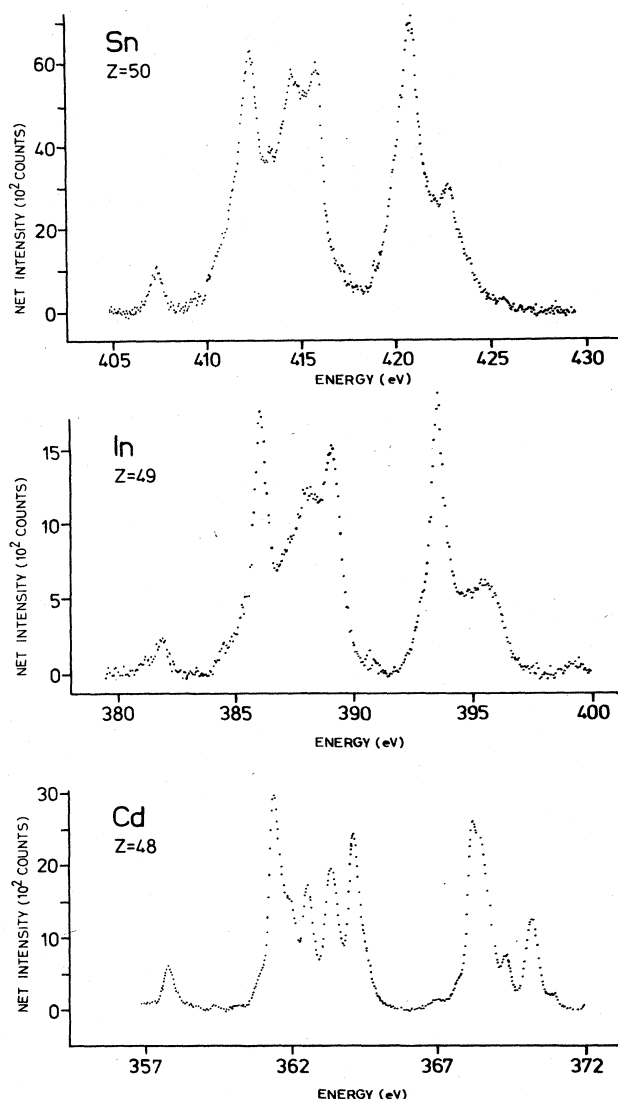 Sn
Z=50
60
40
20
0
NET INTENSITY (10² COUNTS)
405 410 415 420 425 430
ENERGY (eV)
In
Z=49
15
10
5
0
NET INTENSITY (10² COUNTS)
380 385 390 395 400
ENERGY (eV)
Cd
Z=48
30
20
10
0
NET INTENSITY (10² COUNTS)
357 362 367 372
ENERGY (eV)